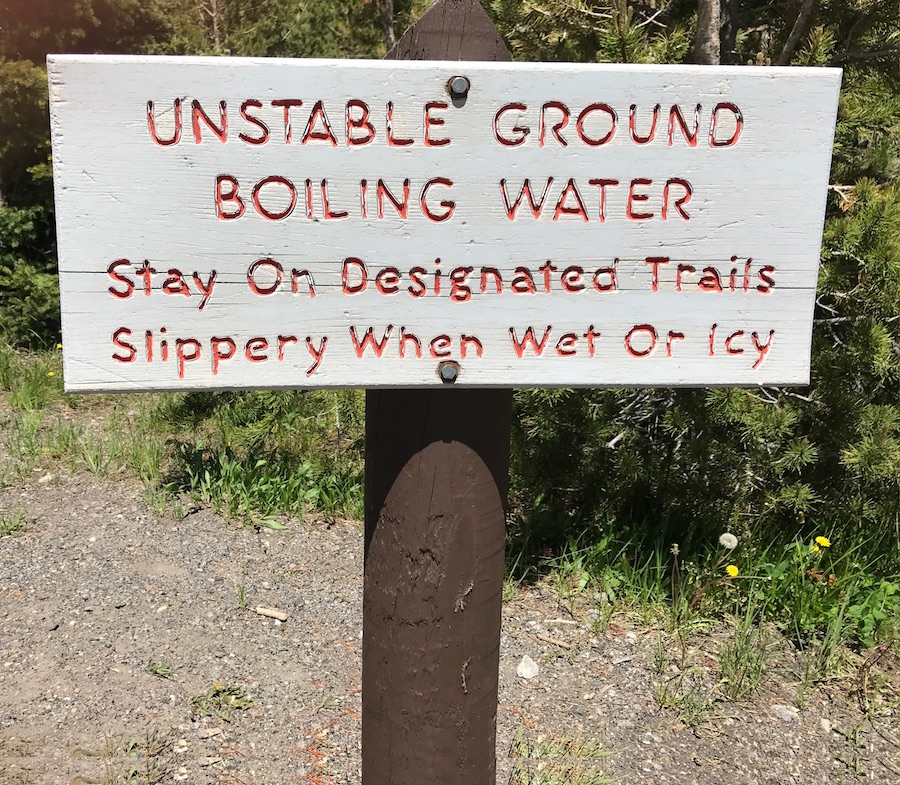 UNSTABLE GROUND
BOILING WATER
Stay On Designated Trails
Slippery When Wet Or Icy